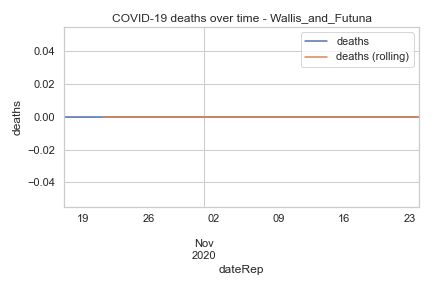 COVID-19 deaths over time - Wallis_and_Futuna
deaths
deaths (rolling)
0.04
0.02
0.00
−0.02
−0.04
deaths
19 26 02 09 16 23
Nov
2020
dateRep